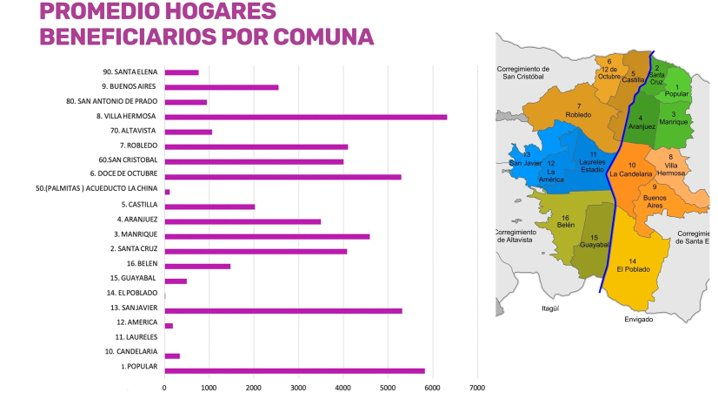 PROMEDIO HOGARES
BENEFICIARIOS POR COMUNA
90. SANTA ELENA
9. BUENOS AIRES
80. SAN ANTONIO DE PRADO
8. VILLA HERMOSA
70. ALTAVISTA
7. ROBLEDO
60.SAN CRISTOBAL
6. DOCE DE OCTUBRE
50.(PALMITAS ) ACUEDUCTO LA CHINA
5. CASTILLA
4. ARANJUEZ
3. MANRIQUE
2. SANTA CRUZ
16. BELEN
15. GUAYABAL
14. EL POBLADO
13. SAN JAVIER
12. AMERICA
11. LAURELES
10. CANDELARIA
1. POPULAR
0 1000 2000 3000 4000 5000 6000 7000
Corregimiento de
San Cristóbal
6
12 de
Octubre
5
Castilla
2
Santa
Cruz
1
Popular
7
Robledo
4
Aranjuez
3
Manrique
13
San Javier
12
La
América
11
Laureles
Estadio
10
La Candelaria
8
Villa
Hermosa
9
Buenos
Aires
16
Belén
15
Guayabal
14
El Poblado
Corregimiento
de Altavista
Corregimie
de Santa E
Itagüí
Envigado